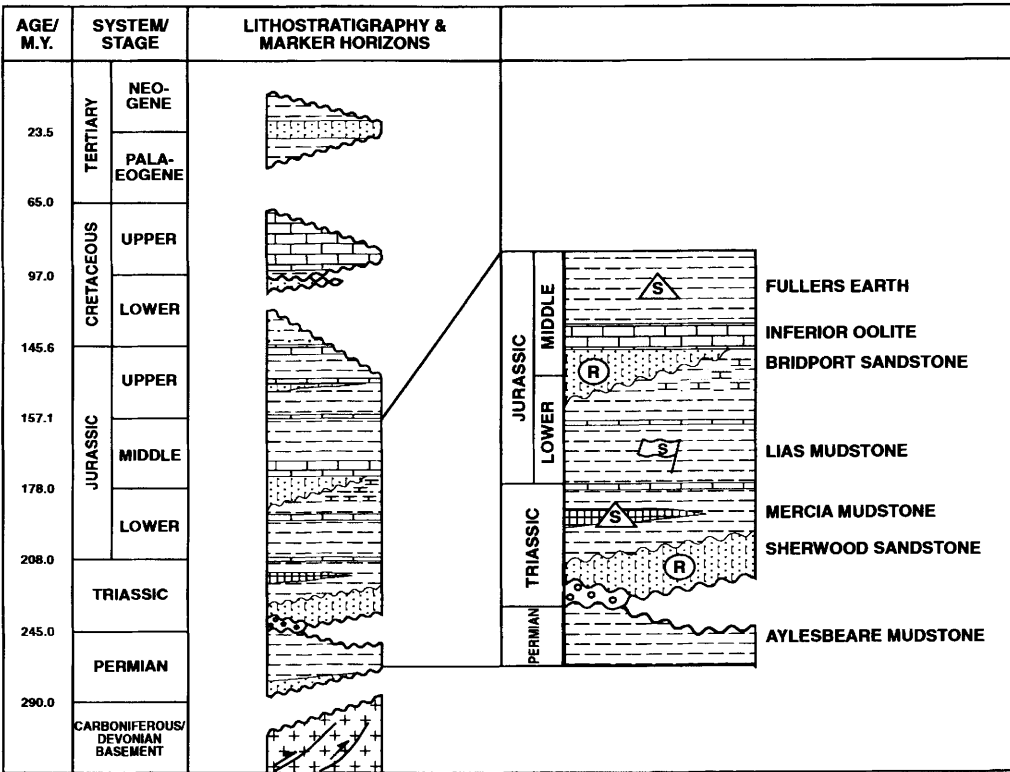 AGE/
M.Y.
SYSTEM/
STAGE
LITHOSTRATIGRAPHY &
MARKER HORIZONS
TERTIARY
NEO-
GENE
23.5
PALA-
EOGENE
65.0
CRETACEOUS
UPPER
97.0
LOWER
145.6
JURASSIC
UPPER
157.1
MIDDLE
178.0
LOWER
208.0
TRIASSIC
245.0
PERMIAN
290.0
CARBONIFEROUS/
DEVONIAN
BASEMENT
JURASSIC
MIDDLE
LOWER
TRIASSIC
PERMIAN
S
FULLERS EARTH
INFERIOR OOLITE
BRIDPORT SANDSTONE
R
S
LIAS MUDSTONE
S
MERCIA MUDSTONE
SHERWOOD SANDSTONE
R
AYLESBEARE MUDSTONE